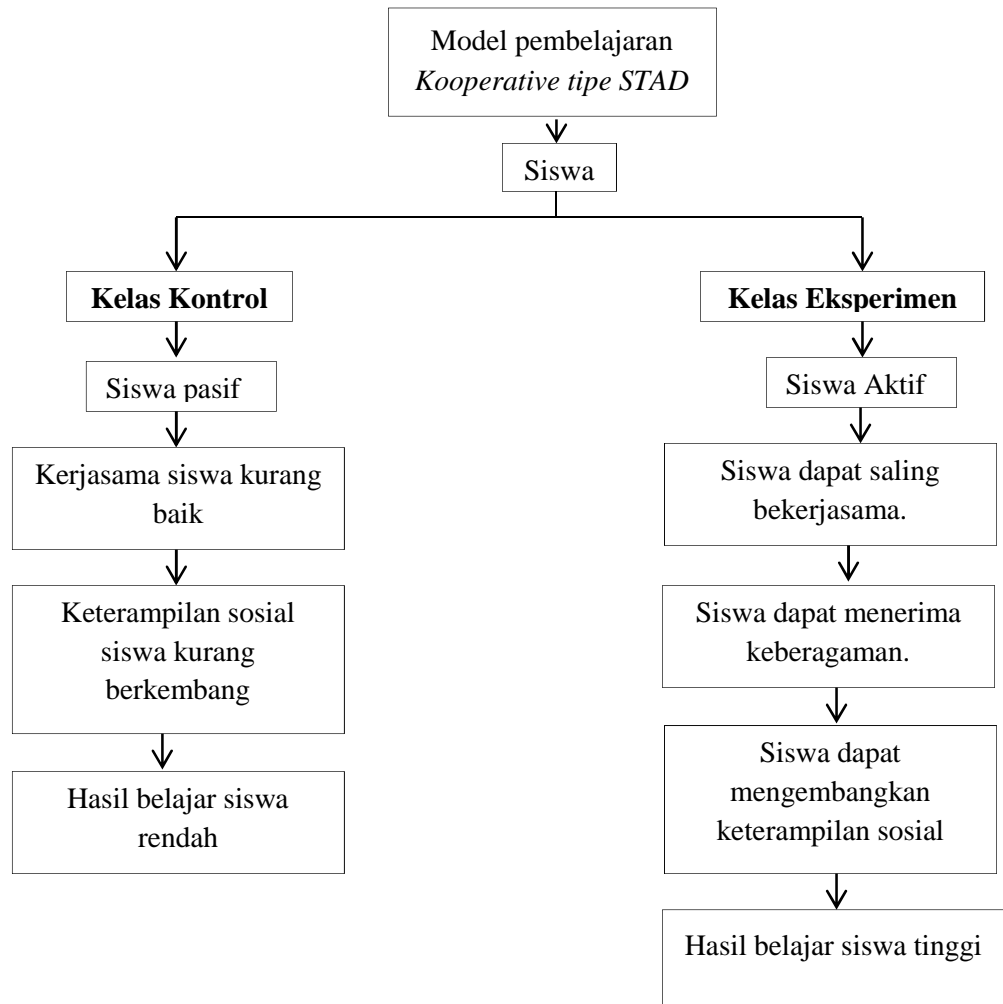 Model pembelajaran
Kooperative tipe STAD
Siswa
Kelas Kontrol
Siswa pasif
Kerjasama siswa kurang
baik
Keterampilan sosial
siswa kurang
berkembang
Hasil belajar siswa
rendah
Kelas Eksperimen
Siswa Aktif
Siswa dapat saling
bekerjasama.
Siswa dapat menerima
keberagaman.
Siswa dapat
mengembangkan
keterampilan sosial
Hasil belajar siswa tinggi